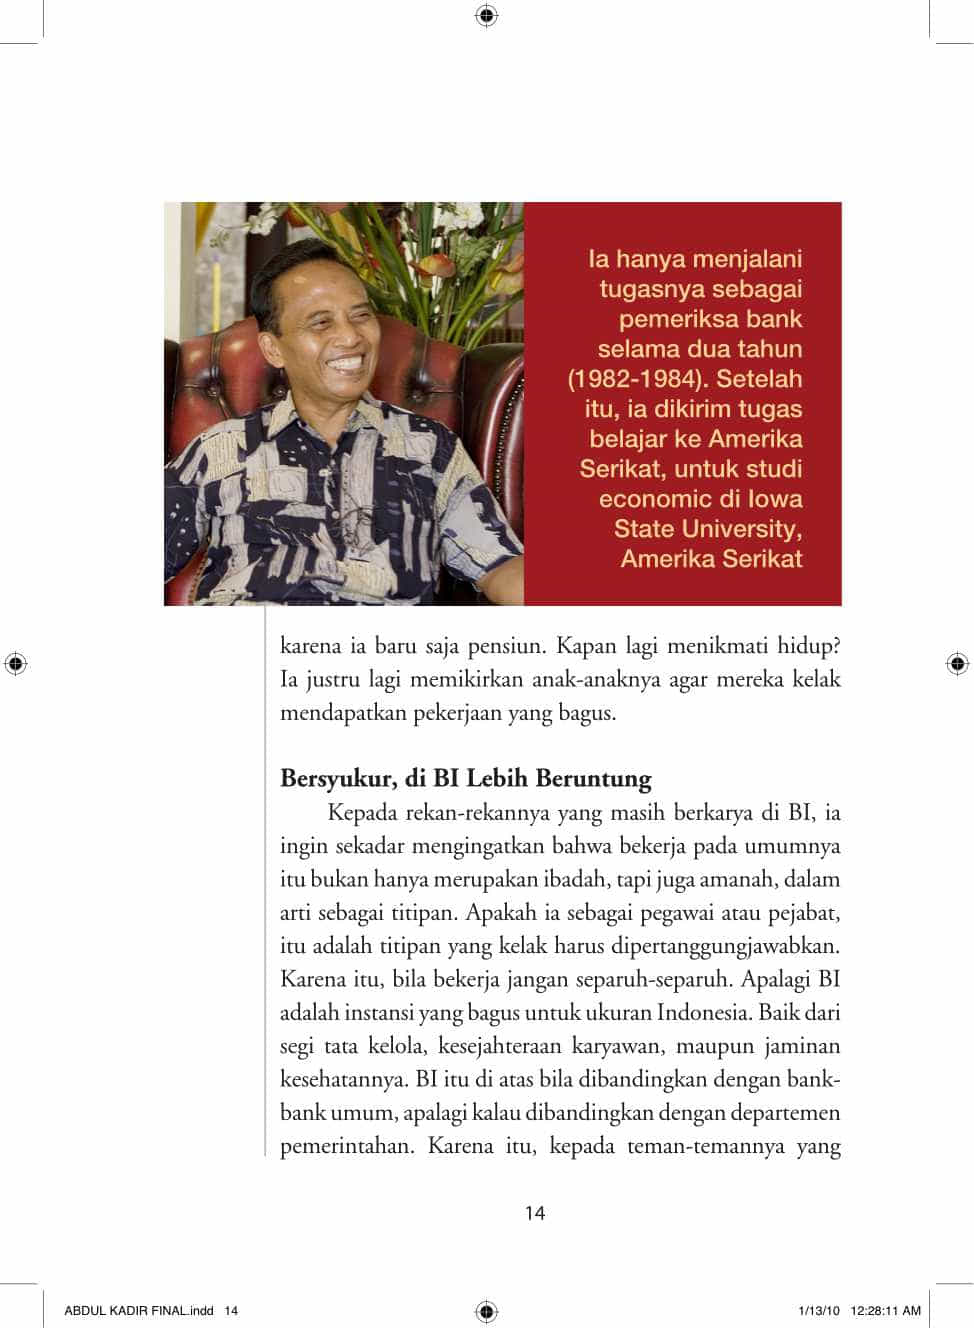 Ia hanya menjalani
tugasnya sebagai
pemeriksa bank
selama dua tahun
(1982-1984). Setelah
itu, ia dikirim tugas
belajar ke Amerika
Serikat, untuk studi
economic di Iowa
State University,
Amerika Serikat
karena ia baru saja pensiun. Kapan lagi menikmati hidup?
Ia justru lagi memikirkan anak-anaknya agar mereka kelak
mendapatkan pekerjaan yang bagus.
Bersyukur, di BI Lebih Beruntung
Kepada rekan-rekannya yang masih berkarya di BI, ia
ingin sekadar mengingatkan bahwa bekerja pada umumnya
itu bukan hanya merupakan ibadah, tapi juga amanah, dalam
arti sebagai titipan. Apakah ia sebagai pegawai atau pejabat,
itu adalah titipan yang kelak harus dipertanggungjawabkan.
Karena itu, bila bekerja jangan separuh-separuh. Apalagi BI
adalah instansi yang bagus untuk ukuran Indonesia. Baik dari
segi tata kelola, kesejahteraan karyawan, maupun jaminan
kesehatannya. BI itu di atas bila dibandingkan dengan bank-
bank umum, apalagi kalau dibandingkan dengan departemen
pemerintahan. Karena itu, kepada teman-temannya yang
14
ABDUL KADIR FINAL.indd   14
1/13/10   12:28:11 AM